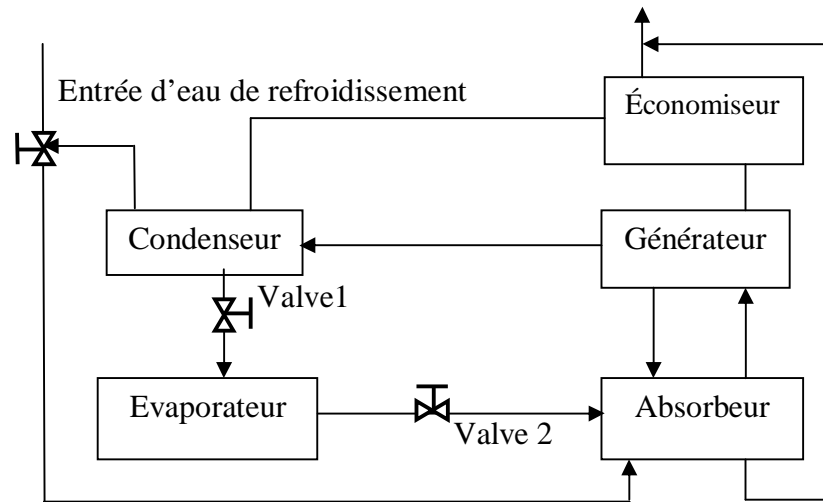 Entrée d’eau de refroidissement
Économiseur
Condenseur
Générateur
Valve1
Evaporateur
Absorbeur
Valve 2